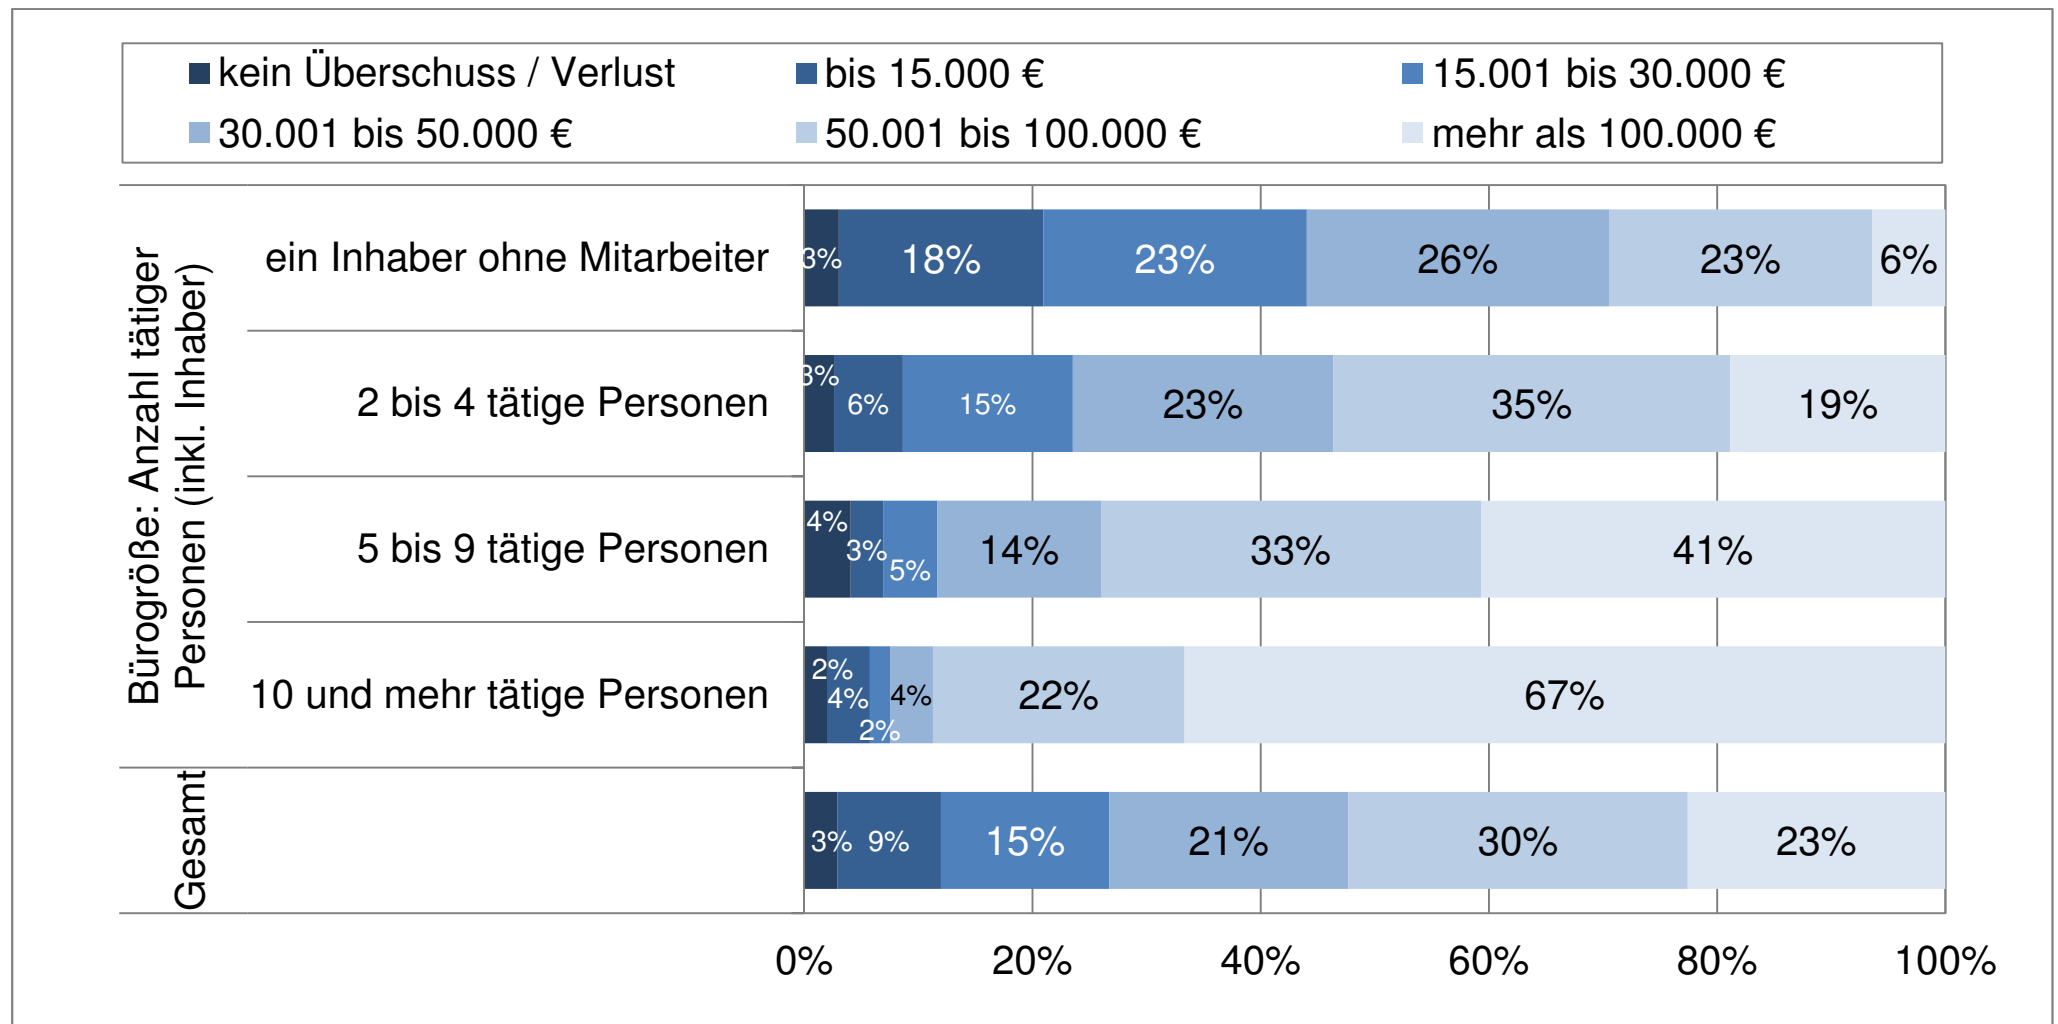 kein Überschuss / Verlust bis 15.000 € 15.001 bis 30.000 €
30.001 bis 50.000 € 50.001 bis 100.000 € mehr als 100.000 €
Bürogröße: Anzahl tätiger
Personen (inkl. Inhaber)
ein Inhaber ohne Mitarbeiter 3% 18% 23% 26% 23% 6%
2 bis 4 tätige Personen 3% 6% 15% 23% 35% 19%
5 bis 9 tätige Personen 4% 3% 5% 14% 33% 41%
10 und mehr tätige Personen 2% 4% 2% 4% 22% 67%
Gesamt 3% 9% 15% 21% 30% 23%
0% 20% 40% 60% 80% 100%